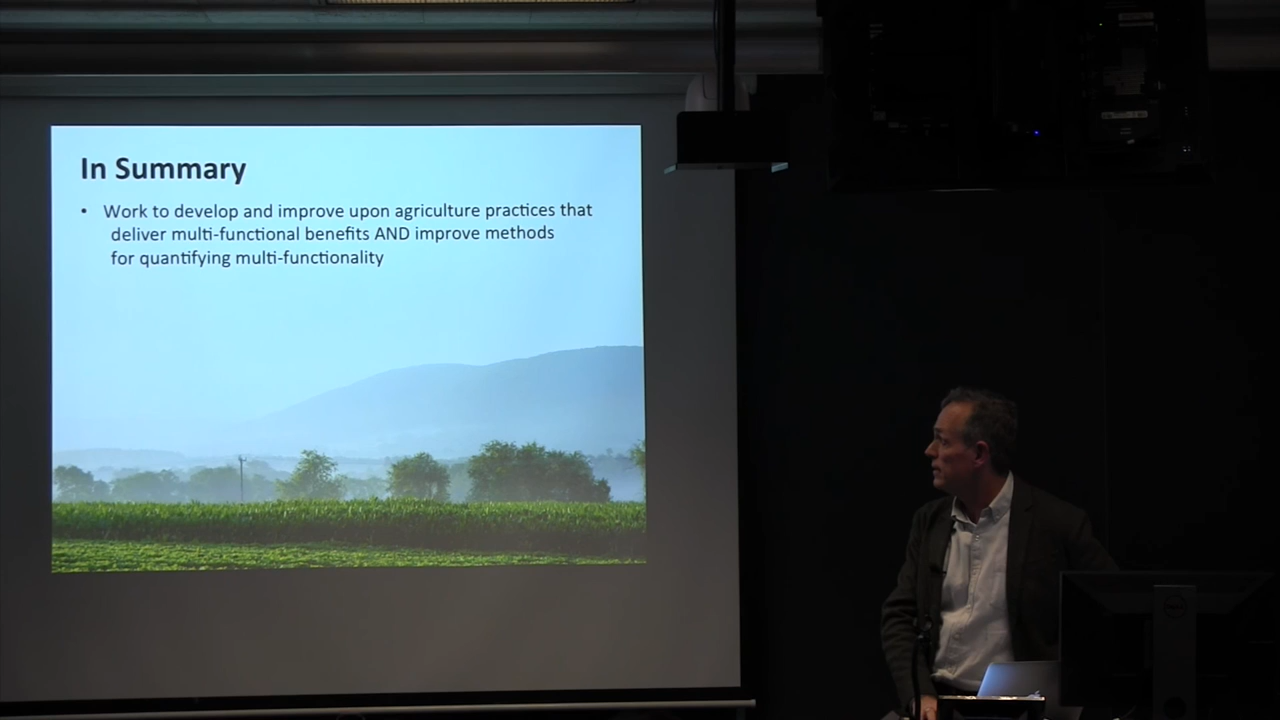 In Summary
• Work to develop and improve upon agriculture practices that
deliver multi-functional benefits AND improve methods
for quantifying multi-functionality